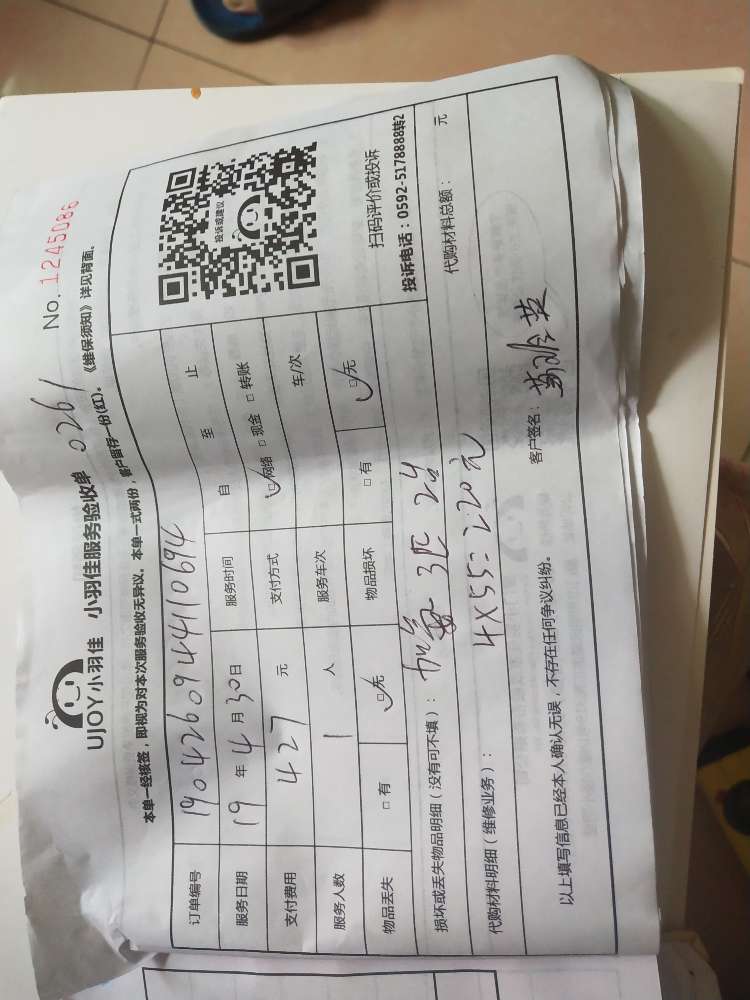 UJOY小羽佳 小羽佳服务验收单 0261 No. 1245086
本单一经核签，即视为对本次服务验收无异议。本单一式两份，客户留存一份(红)。《维保须知》详见背面。
订单编号 190426094410694
服务日期 19 年 4 月 30 日 服务时间 自 至 止
支付费用 427 元 支付方式 ☑网络 □现金 □转账
服务人数 1 人 服务车次 车/次
物品丢失 □有 ☑无 物品损坏 □有 ☑无
投诉或建议
扫码评价或投诉
投诉电话：0592-5178888转2
损坏或丢失物品明细（没有可不填）：
代购材料明细（维修业务）： 4×55=220元 代购材料总额： 元
以上填写信息已经本人确认无误，不存在任何争议纠纷。 客户签名：